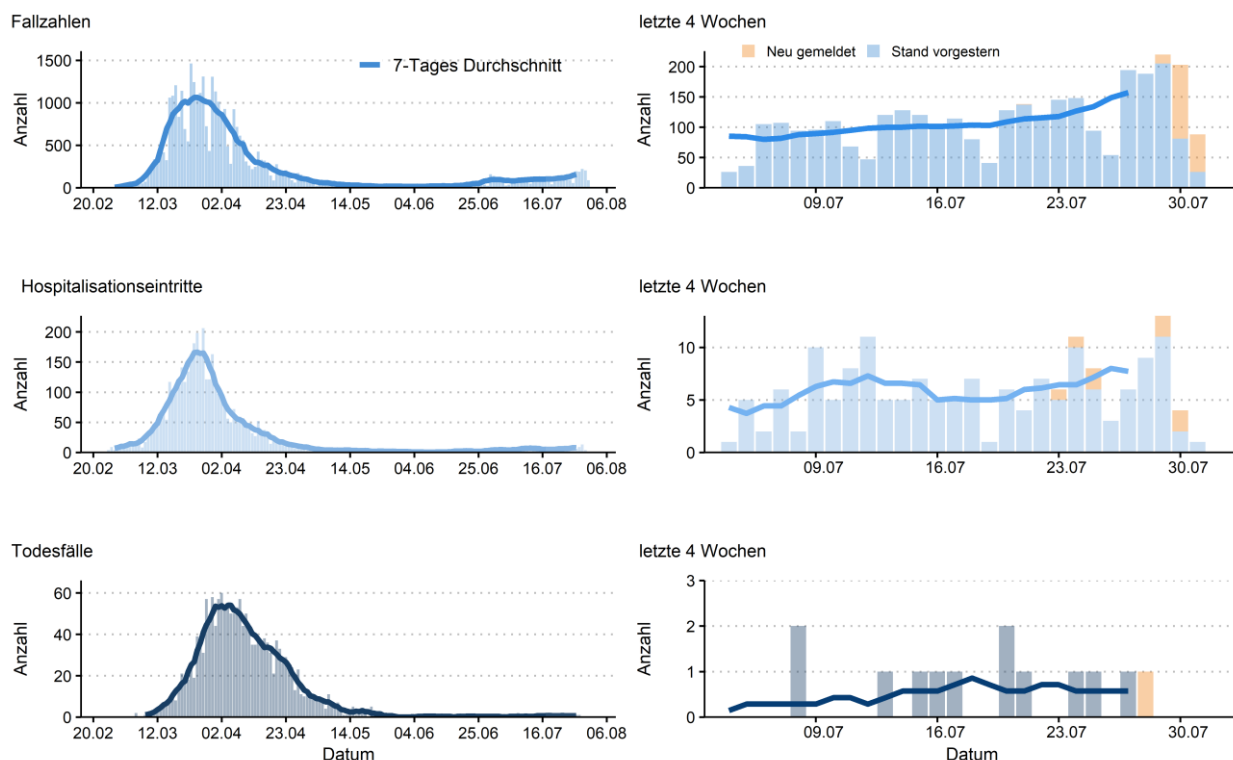 Fallzahlen
Anzahl
1500
1000
500
0
7-Tages Durchschnitt
20.02 12.03 02.04 23.04 14.05 04.06 25.06 16.07 06.08
letzte 4 Wochen
Neu gemeldet Stand vorgestern
Anzahl
200
150
100
50
0
09.07 16.07 23.07 30.07
Hospitalisationseintritte
Anzahl
200
150
100
50
0
20.02 12.03 02.04 23.04 14.05 04.06 25.06 16.07 06.08
letzte 4 Wochen
Anzahl
10
5
0
09.07 16.07 23.07 30.07
Todesfälle
Anzahl
60
40
20
0
20.02 12.03 02.04 23.04 14.05 04.06 25.06 16.07 06.08
Datum
letzte 4 Wochen
Anzahl
3
2
1
0
09.07 16.07 23.07 30.07
Datum